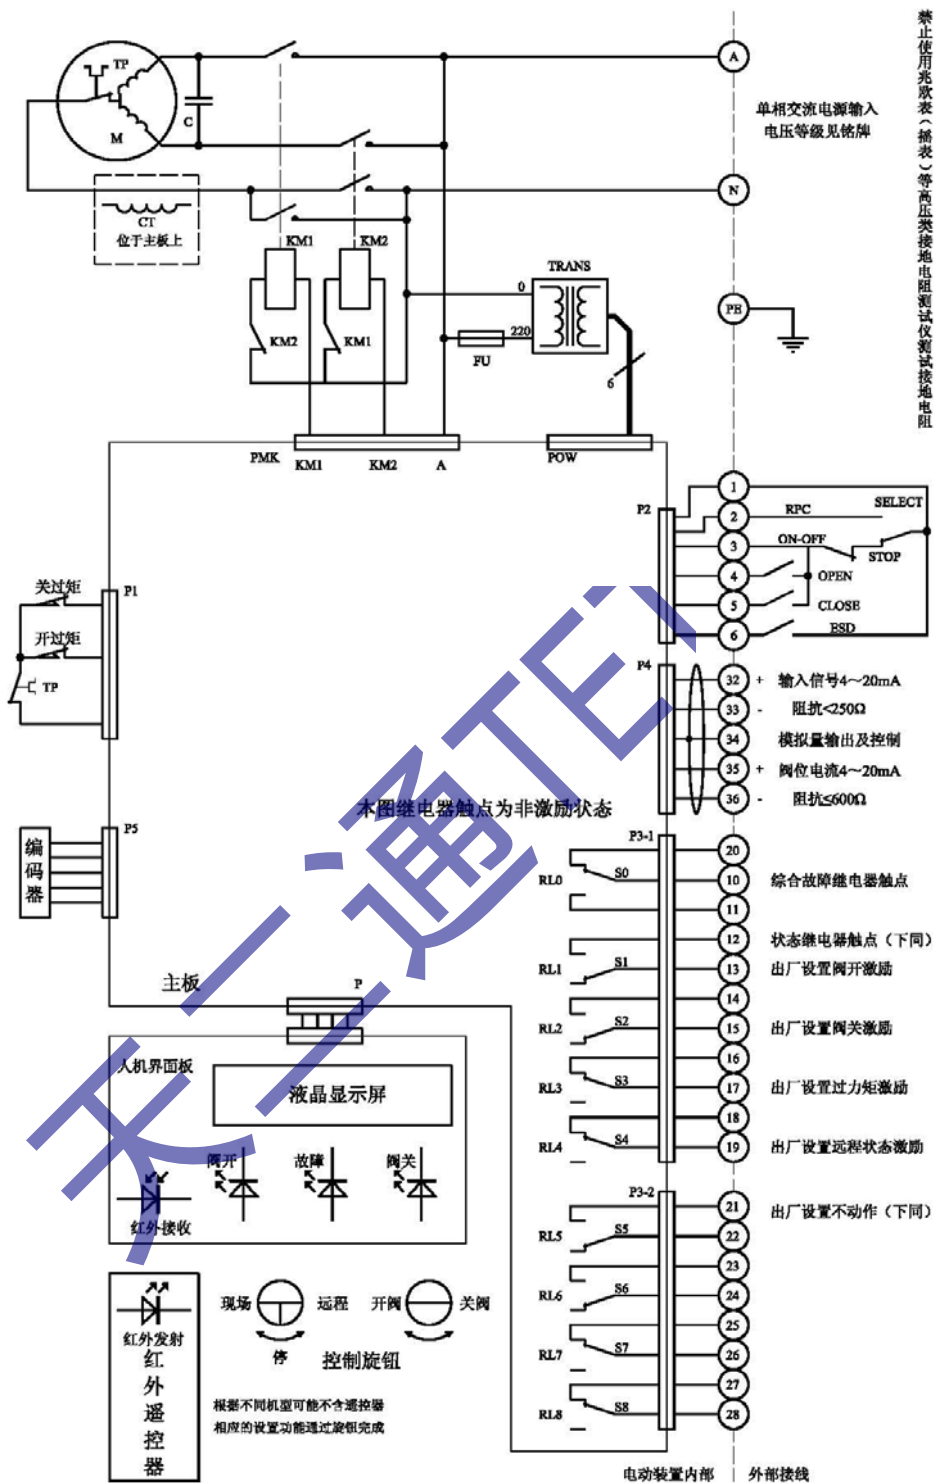 TP
M
C
CT
位于主板上
A
单相交流电源输入
电压等级见铭牌
N
PE
禁止使用兆欧表（摇表）等高压类接地电阻测试仪测试接地电阻
KM1
KM2
KM2
KM1
TRANS
0
220
FU
6
PMK
KM1
KM2
A
POW
P2
1
2
RPC
SELECT
3
ON-OFF
STOP
4
OPEN
5
CLOSE
6
ESD
P1
关过矩
开过矩
TP
P4
32 + 输入信号4～20mA
33 - 阻抗<250Ω
34 模拟量输出及控制
35 + 阀位电流4～20mA
36 - 阻抗≤600Ω
本图继电器触点为非激励状态
P5
编码器
P3-1
20
RL0 S0 10 综合故障继电器触点
11
12 状态继电器触点（下同）
RL1 S1 13 出厂设置阀开激励
14
RL2 S2 15 出厂设置阀关激励
16
RL3 S3 17 出厂设置过力矩激励
18
RL4 S4 19 出厂设置远程状态激励
主板
P
人机界面板
液晶显示屏
阀开
故障
阀关
红外接收
P3-2
21 出厂设置不动作（下同）
RL5 S5 22
23
RL6 S6 24
25
RL7 S7 26
27
RL8 S8 28
红外发射
红外遥控器
现场
远程
停
开阀
关阀
控制旋钮
根据不同机型可能不含遥控器
相应的设置功能通过旋钮完成
电动装置内部
外部接线
天二通TEY